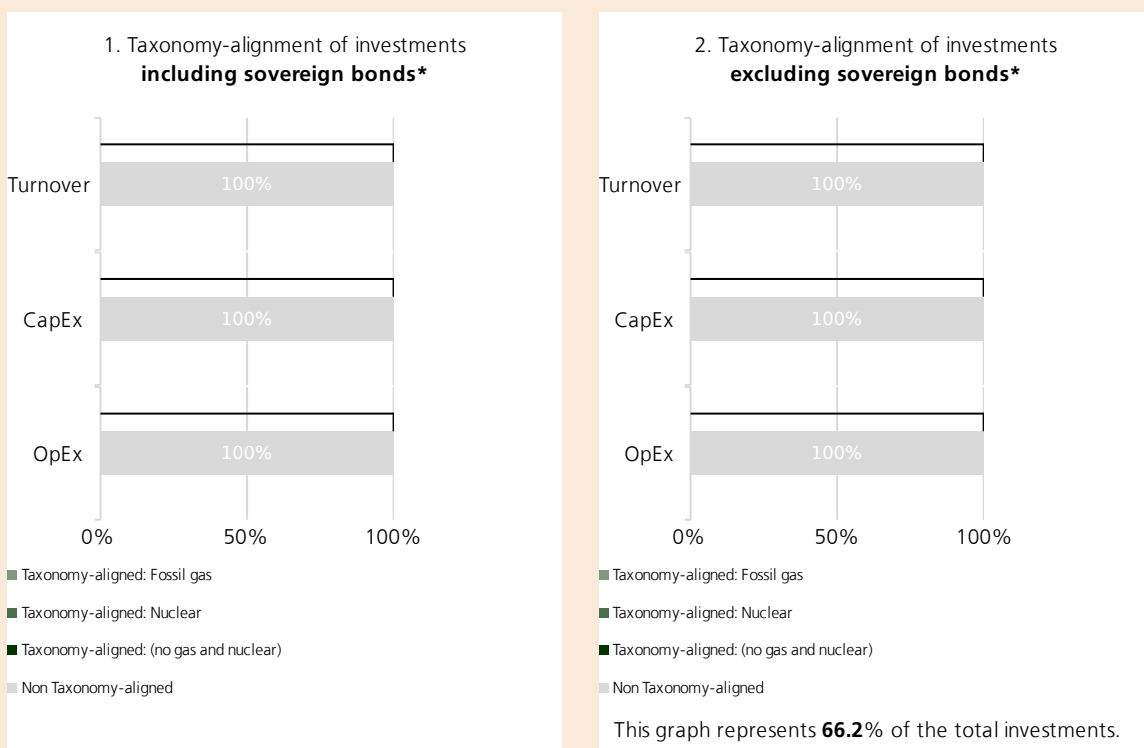 1. Taxonomy-alignment of investments
including sovereign bonds*
Turnover
100%
CapEx
100%
OpEx
100%
0% 50% 100%
Taxonomy-aligned: Fossil gas
Taxonomy-aligned: Nuclear
Taxonomy-aligned: (no gas and nuclear)
Non Taxonomy-aligned
2. Taxonomy-alignment of investments
excluding sovereign bonds*
Turnover
100%
CapEx
100%
OpEx
100%
0% 50% 100%
Taxonomy-aligned: Fossil gas
Taxonomy-aligned: Nuclear
Taxonomy-aligned: (no gas and nuclear)
Non Taxonomy-aligned
This graph represents 66.2% of the total investments.